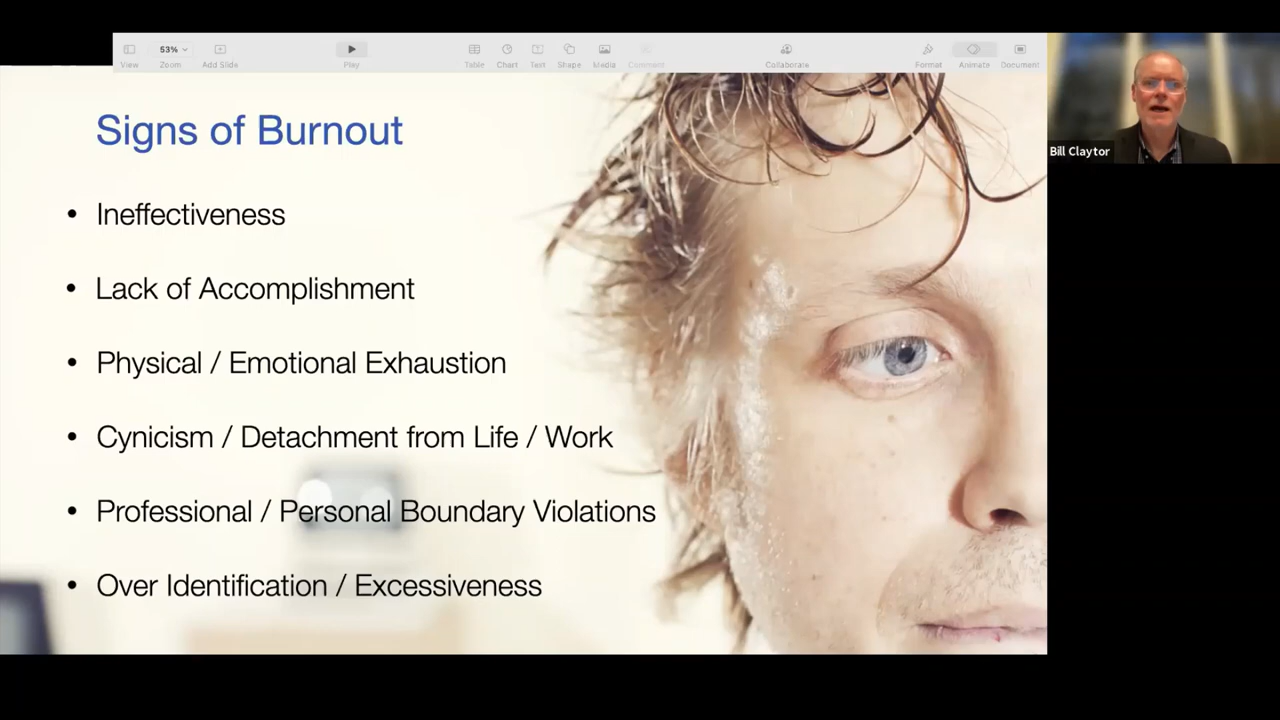 53%
View
Zoom
Add Slide
Play
Table
Chart
Text
Shape
Media
Comment
Collaborate
Format
Animate
Document
Bill Claytor
Signs of Burnout
• Ineffectiveness
• Lack of Accomplishment
• Physical / Emotional Exhaustion
• Cynicism / Detachment from Life / Work
• Professional / Personal Boundary Violations
• Over Identification / Excessiveness